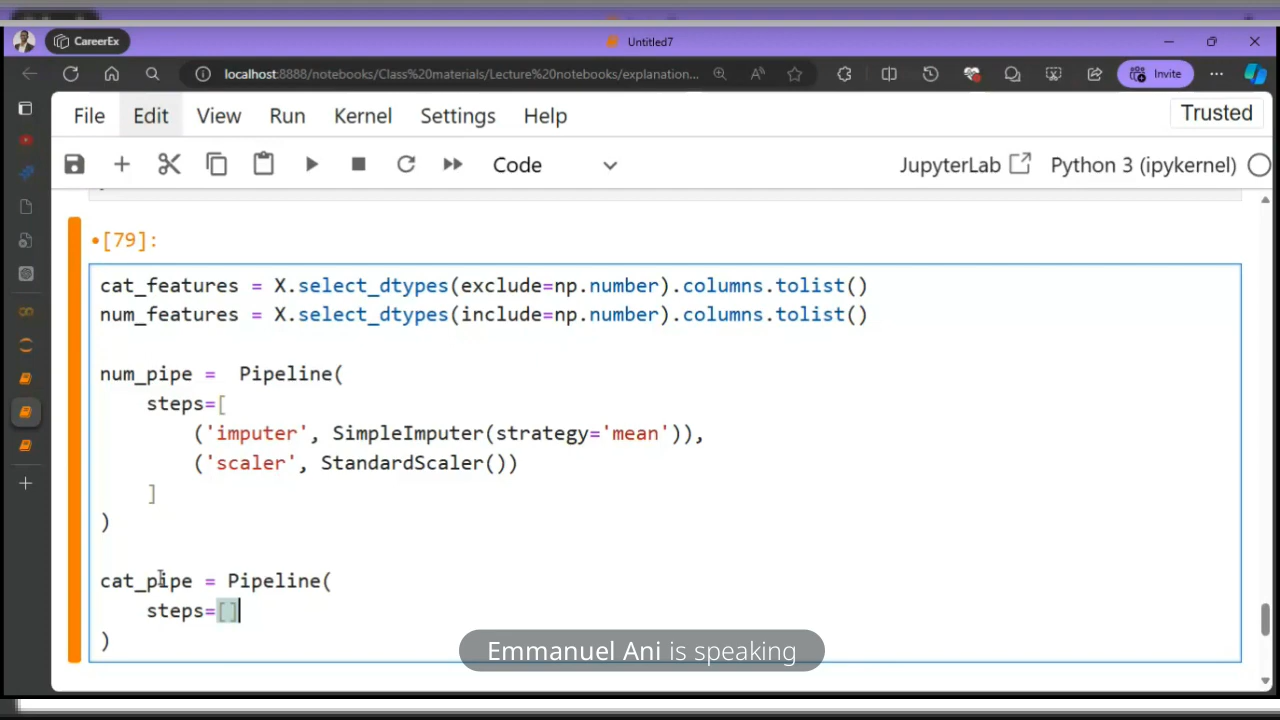 CareerEx
Untitled7
localhost:8888/notebooks/Class%20materials/Lecture%20notebooks/explanation...
Invite
File Edit View Run Kernel Settings Help
Trusted
Code
JupyterLab
Python 3 (ipykernel)
[79]:
cat_features = X.select_dtypes(exclude=np.number).columns.tolist()
num_features = X.select_dtypes(include=np.number).columns.tolist()
num_pipe =  Pipeline(
steps=[
('imputer', SimpleImputer(strategy='mean')),
('scaler', StandardScaler())
]
)
cat_pipe = Pipeline(
steps=[]
)
Emmanuel Ani is speaking